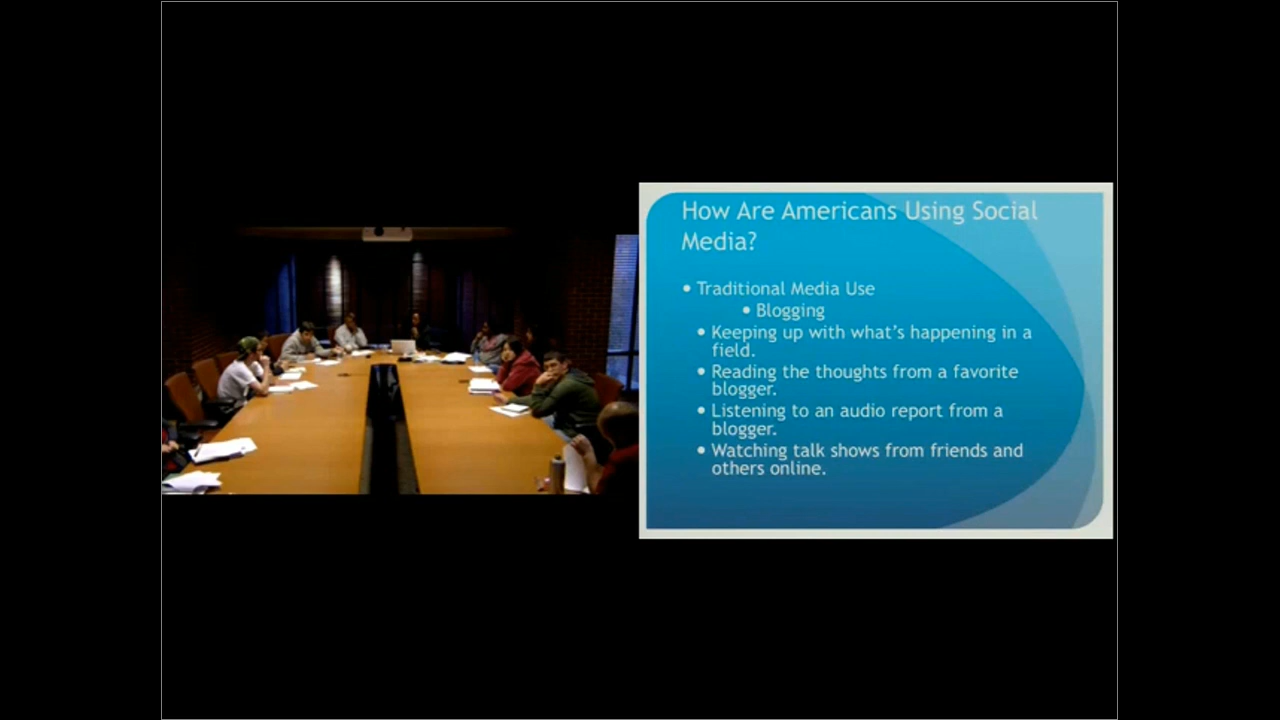 How Are Americans Using Social
Media?
• Traditional Media Use
• Blogging
• Keeping up with what's happening in a
field.
• Reading the thoughts from a favorite
blogger.
• Listening to an audio report from a
blogger.
• Watching talk shows from friends and
others online.